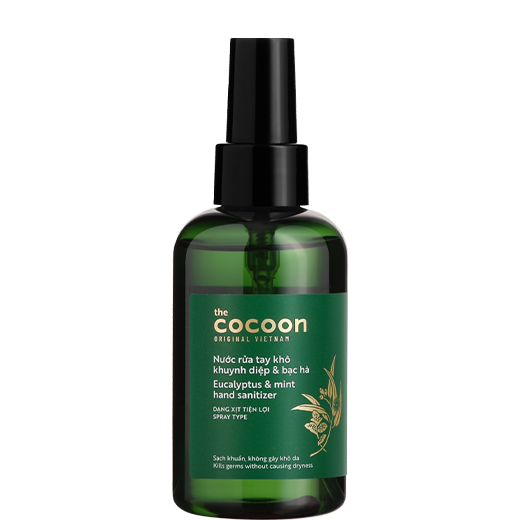 the
cocoon
ORIGINAL VIETNAM
Nước rửa tay khô
khuynh diệp & bạc hà
Eucalyptus & mint
hand sanitizer
DẠNG XỊT TIỆN LỢI
SPRAY TYPE
Sạch khuẩn, không gây khô da
Kills germs without causing dryness